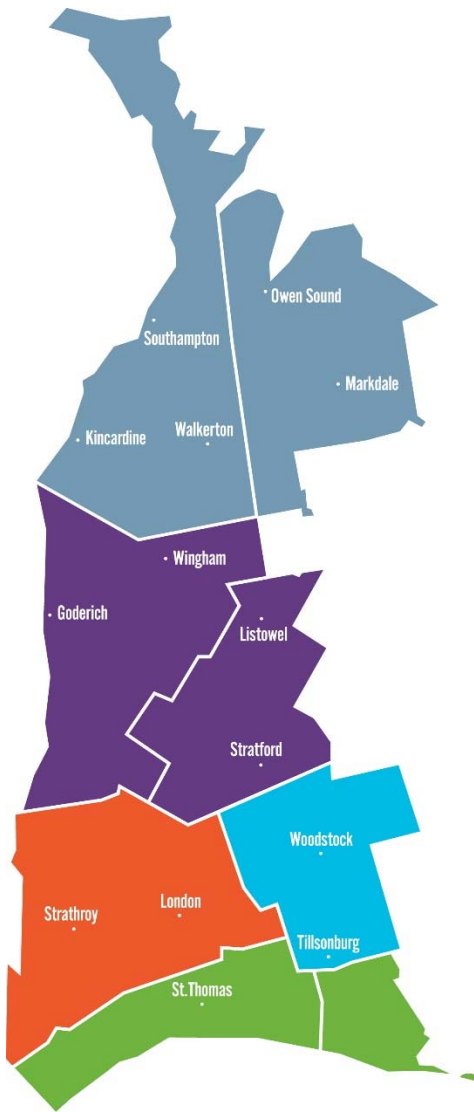 Owen Sound
Southampton
Markdale
Kincardine
Walkerton
Wingham
Goderich
Listowel
Stratford
Woodstock
Strathroy
London
Tillsonburg
St.Thomas